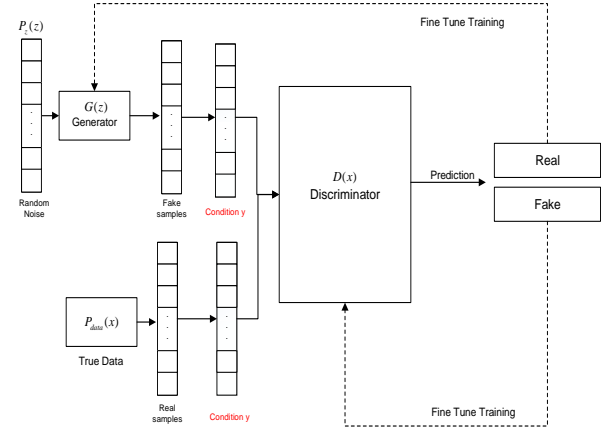 Fine Tune Training
P_z(z)
G(z)
Generator
Random
Noise
Fake
samples
Condition y
D(x)
Discriminator
Prediction
Real
Fake
P_data(x)
True Data
Real
samples
Condition y
Fine Tune Training